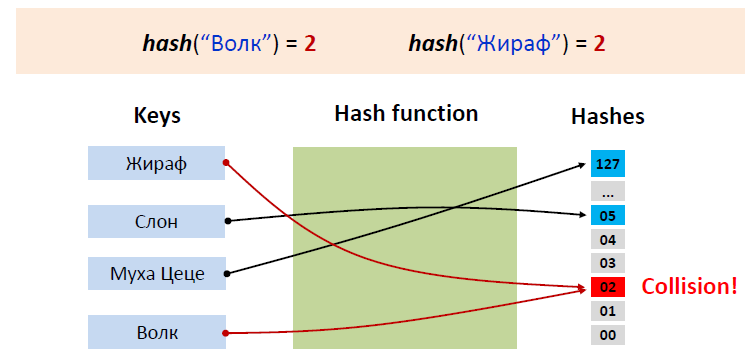 hash(“Волк”) = 2 hash(“Жираф”) = 2
Keys Hash function Hashes
Жираф 127
...
Слон 05
04
Муха Цеце 03
02 Collision!
01
Волк 00